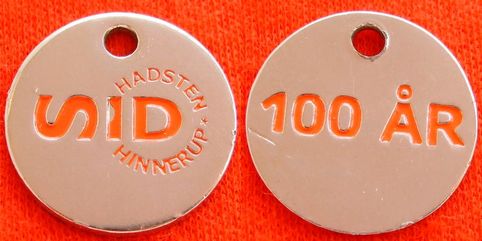 SID
HADSTEN
HINNERUP *
100 ÅR